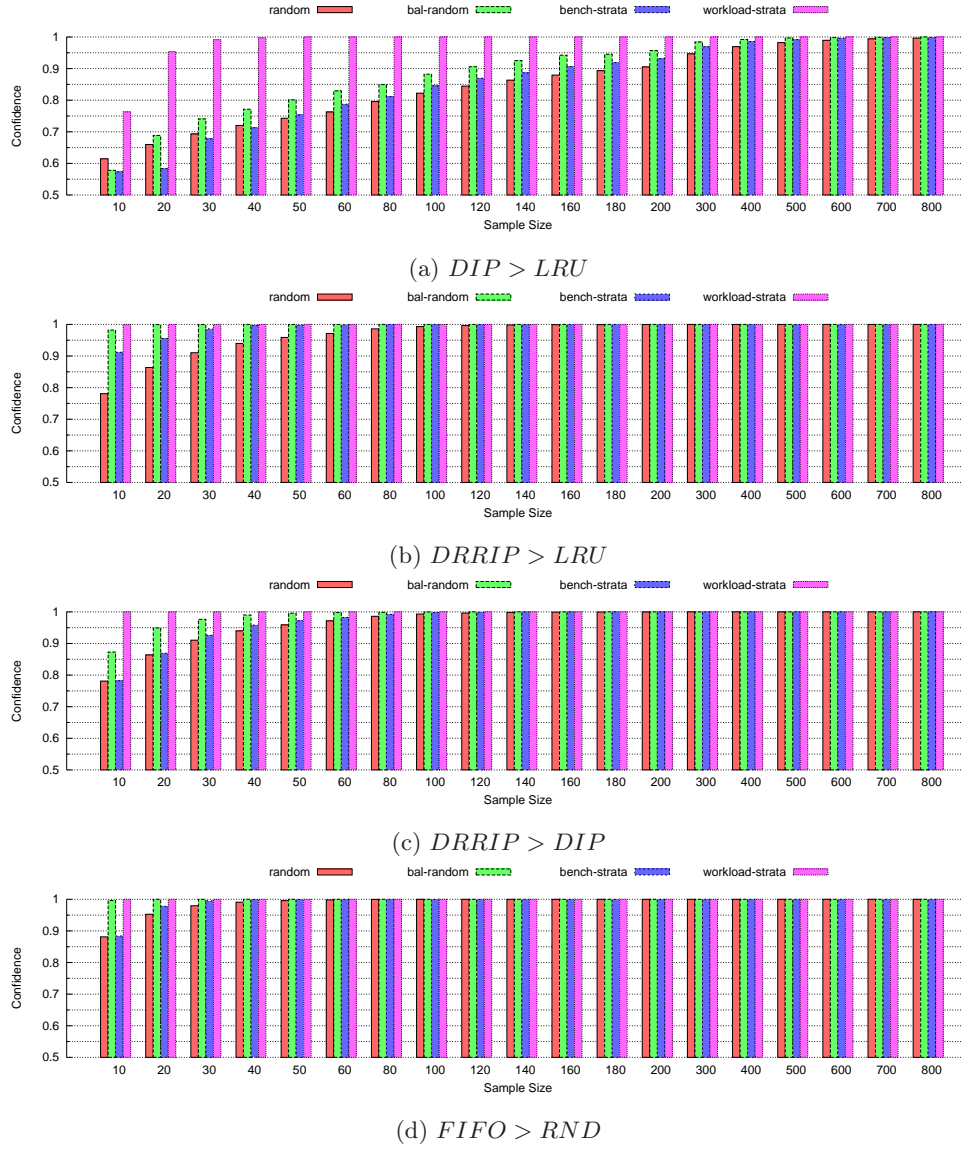 random bal-random bench-strata workload-strata
1
0.9
0.8
0.7
0.6
0.5
Confidence
10 20 30 40 50 60 80 100 120 140 160 180 200 300 400 500 600 700 800
Sample Size
(a) DIP > LRU
random bal-random bench-strata workload-strata
1
0.9
0.8
0.7
0.6
0.5
Confidence
10 20 30 40 50 60 80 100 120 140 160 180 200 300 400 500 600 700 800
Sample Size
(b) DRRIP > LRU
random bal-random bench-strata workload-strata
1
0.9
0.8
0.7
0.6
0.5
Confidence
10 20 30 40 50 60 80 100 120 140 160 180 200 300 400 500 600 700 800
Sample Size
(c) DRRIP > DIP
random bal-random bench-strata workload-strata
1
0.9
0.8
0.7
0.6
0.5
Confidence
10 20 30 40 50 60 80 100 120 140 160 180 200 300 400 500 600 700 800
Sample Size
(d) FIFO > RND